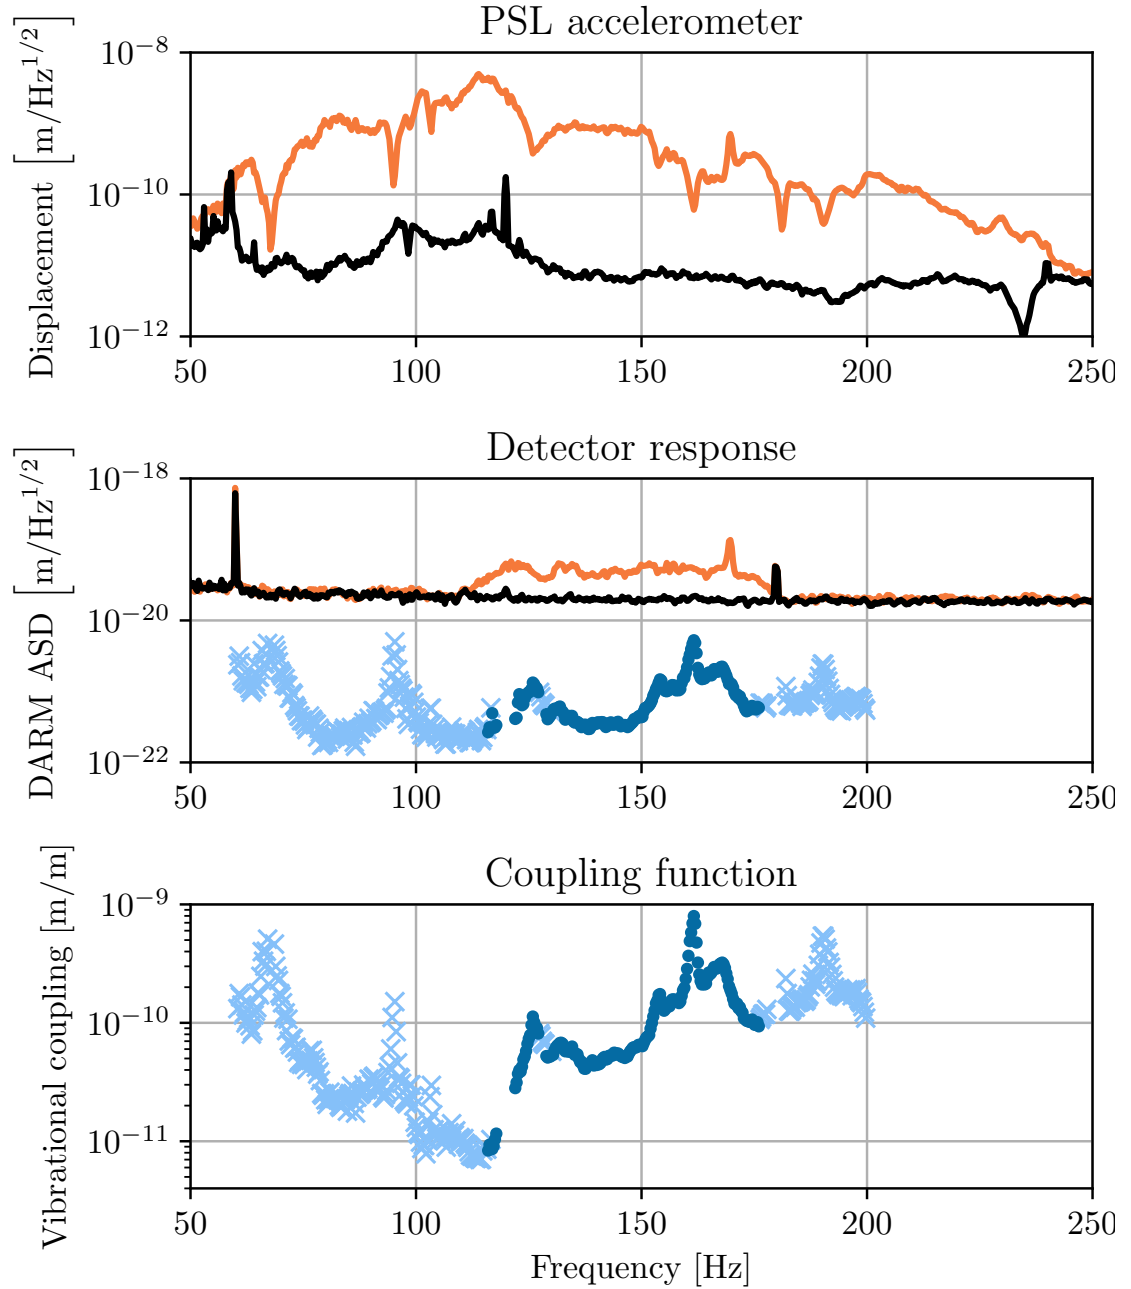 PSL accelerometer
Displacement [m/Hz^{1/2}]
10^{-8}
10^{-10}
10^{-12}
50 100 150 200 250
Detector response
DARM ASD [m/Hz^{1/2}]
10^{-18}
10^{-20}
10^{-22}
50 100 150 200 250
Coupling function
Vibrational coupling [m/m]
10^{-9}
10^{-10}
10^{-11}
50 100 150 200 250
Frequency [Hz]